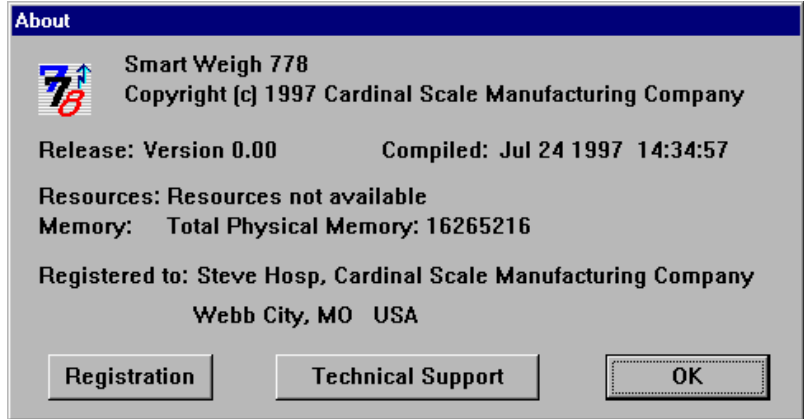 About
778
Smart Weigh 778
Copyright (c) 1997 Cardinal Scale Manufacturing Company
Release: Version 0.00 Compiled: Jul 24 1997 14:34:57
Resources: Resources not available
Memory: Total Physical Memory: 16265216
Registered to: Steve Hosp, Cardinal Scale Manufacturing Company
Webb City, MO USA
Registration Technical Support OK